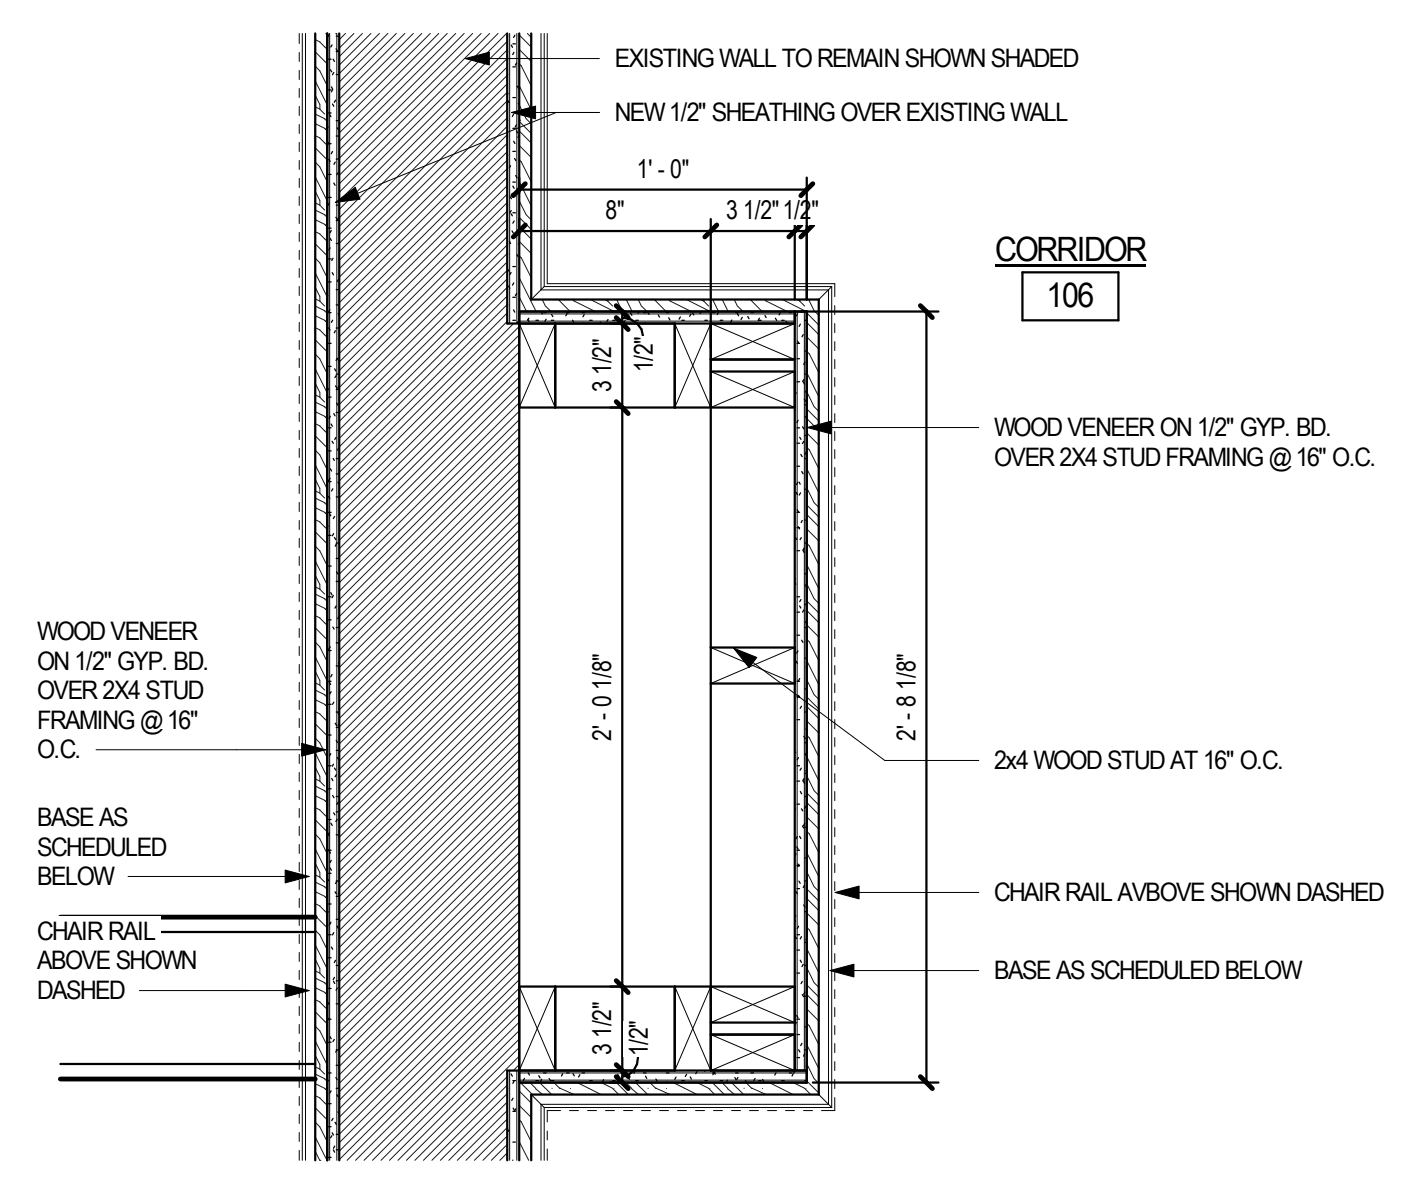 EXISTING WALL TO REMAIN SHOWN SHADED
NEW 1/2" SHEATHING OVER EXISTING WALL
1' - 0"
8"
3 1/2"
1/2"
CORRIDOR
106
3 1/2"
1/2"
WOOD VENEER ON 1/2" GYP. BD.
OVER 2X4 STUD FRAMING @ 16" O.C.
WOOD VENEER
ON 1/2" GYP. BD.
OVER 2X4 STUD
FRAMING @ 16"
O.C.
2' - 0 1/8"
2' - 8 1/8"
2x4 WOOD STUD AT 16" O.C.
BASE AS
SCHEDULED
BELOW
CHAIR RAIL AVBOVE SHOWN DASHED
CHAIR RAIL
ABOVE SHOWN
DASHED
BASE AS SCHEDULED BELOW
3 1/2"
1/2"